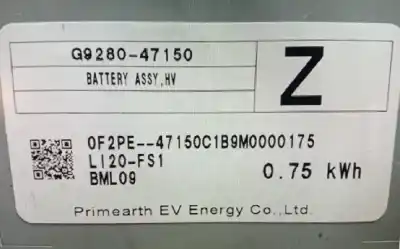 G9280-47150
BATTERY ASSY,HV
Z
0F2PE--47150C1B9M0000175
LI20-FS1
BML09
0.75 kWh
Primearth EV Energy Co.,Ltd.